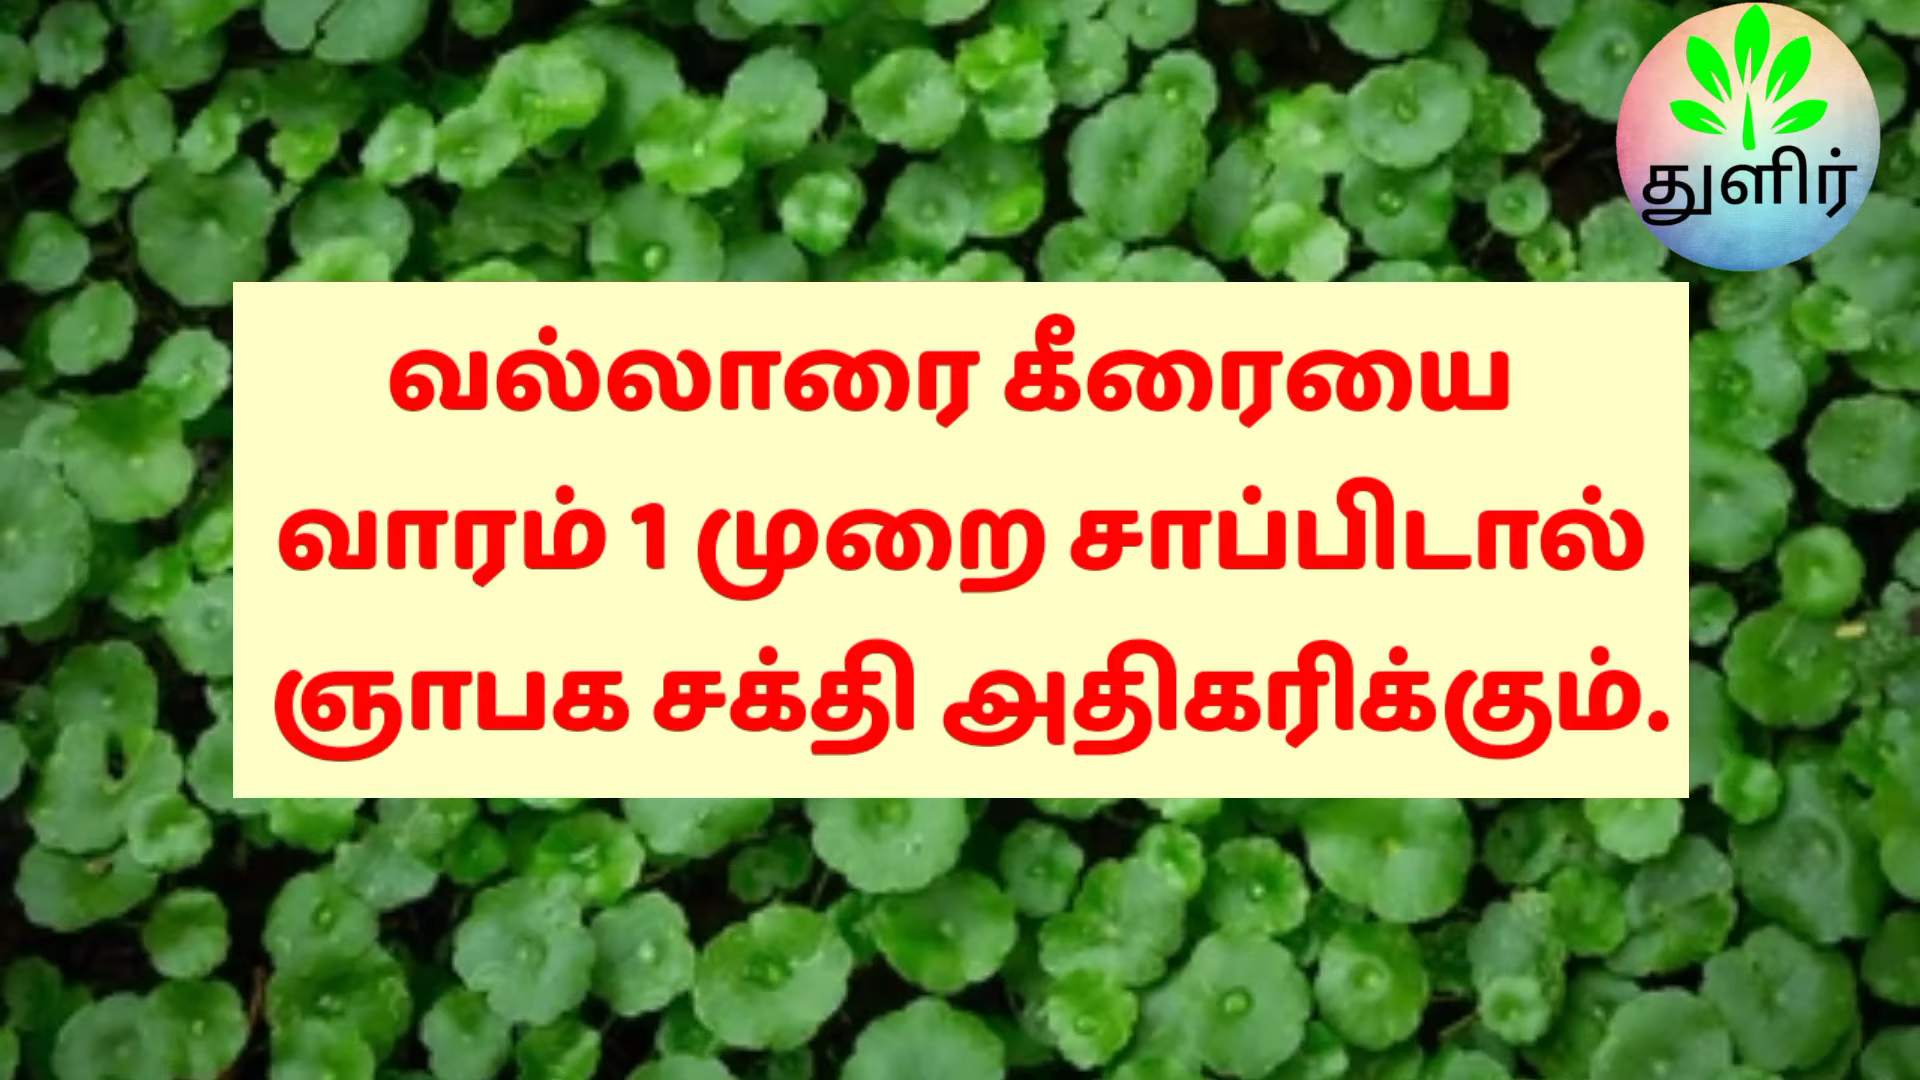 துளிர்
வல்லாரை கீரையை
வாரம் 1 முறை சாப்பிடால்
ஞாபக சக்தி அதிகரிக்கும்.